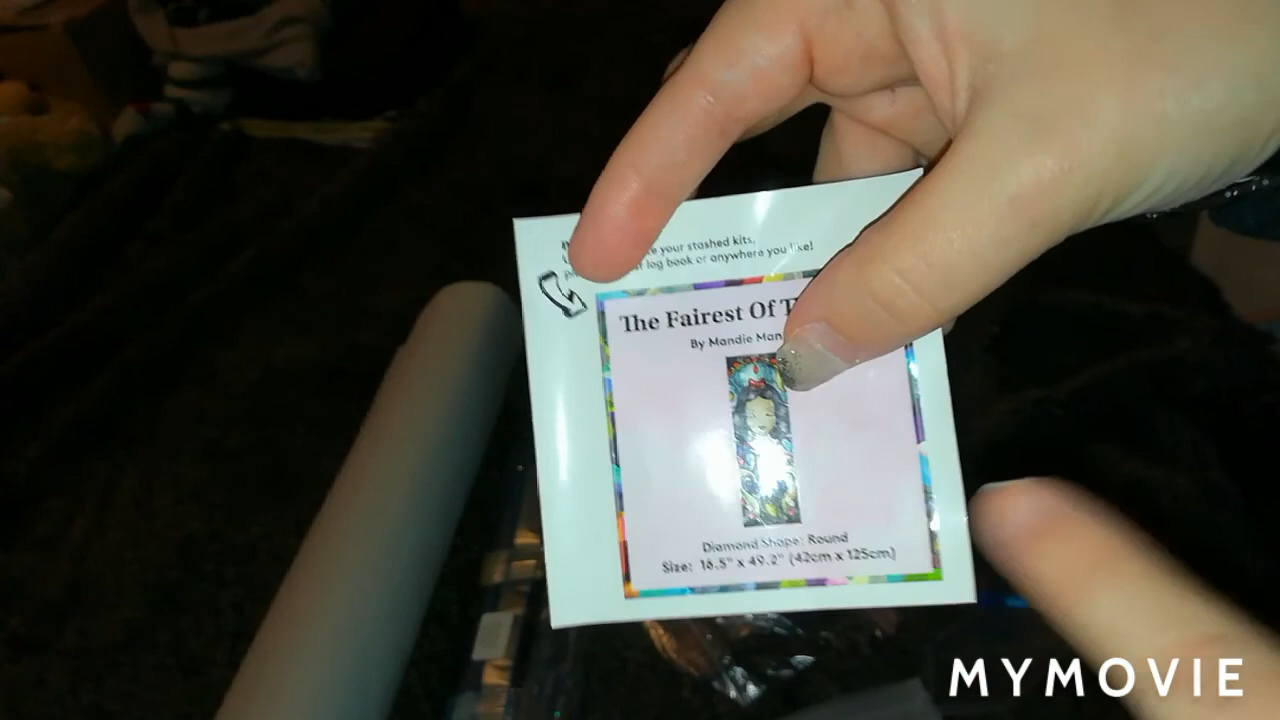 your stashed kits,
log book or anywhere you like!
The Fairest Of
By Mandie Man
Diamond Shape: Round
Size: 16.5" x 49.2" (42cm x 125cm)
MYMOVIE